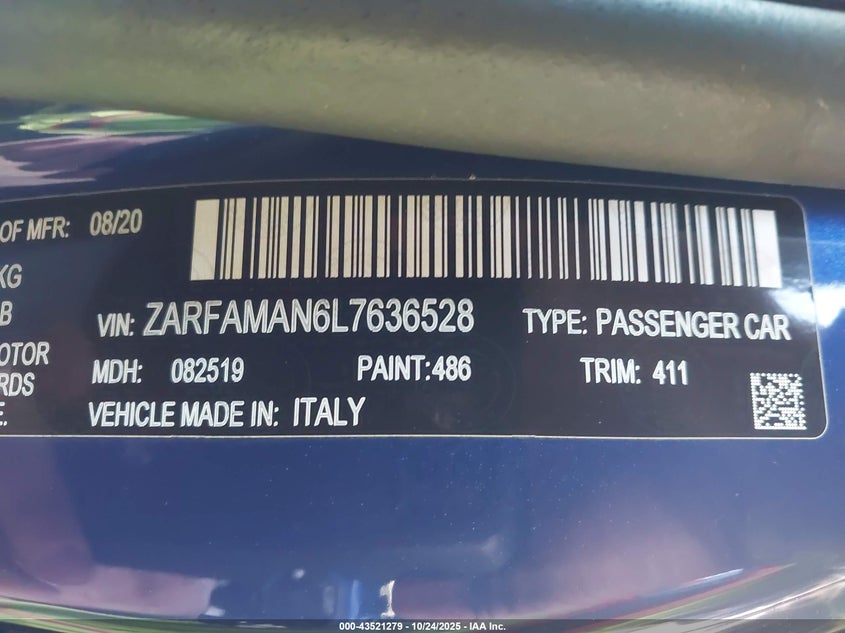 OF MFR: 08/20
KG
B
VIN: ZARFAMAN6L7636528 TYPE: PASSENGER CAR
OTOR MDH: 082519 PAINT:486 TRIM: 411
RDS
E. VEHICLE MADE IN: ITALY
1
000-43521279 - 10/24/2025 - IAA Inc.